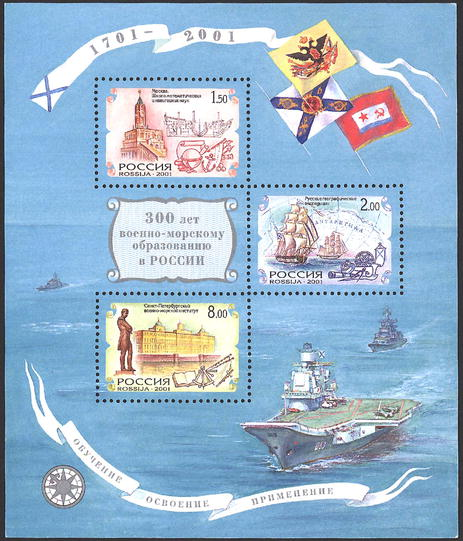 1701–2001
Москва.
Школа математических
и навигацких наук
1.50
РОССИЯ
ROSSIJA · 2001
300 лет
военно-морскому
образованию
в РОССИИ
Русские географические
экспедиции
2.00
АНТАРКТИДА
РОССИЯ
ROSSIJA · 2001
Санкт-Петербургский
военно-морской институт
8.00
РОССИЯ
ROSSIJA · 2001
ОБУЧЕНИЕ ОСВОЕНИЕ ПРИМЕНЕНИЕ